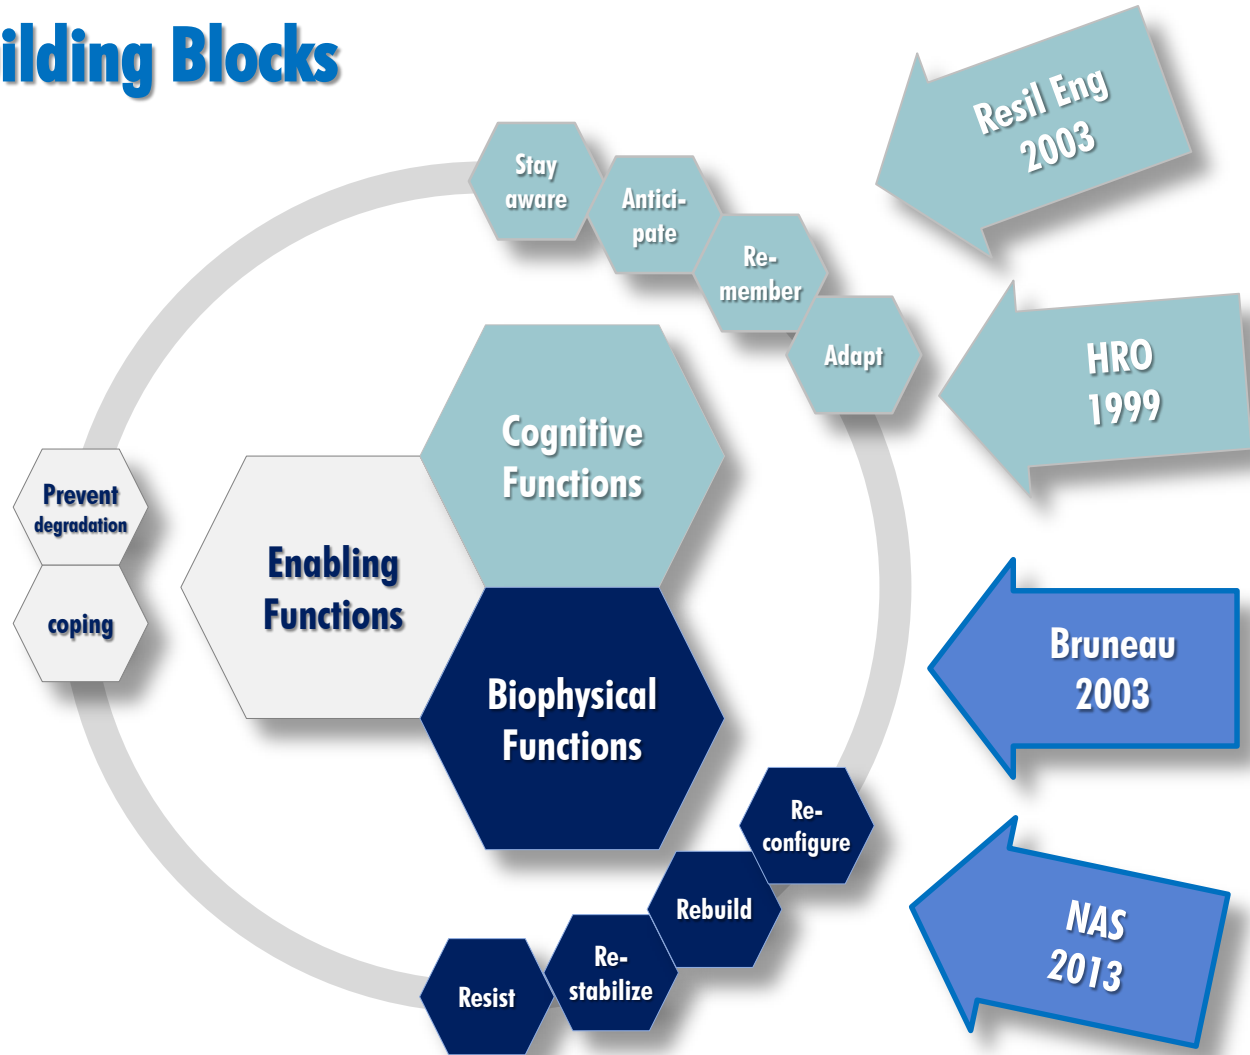 ilding Blocks
Resil Eng
2003
Stay
aware
Antici-
pate
Re-
member
Adapt
HRO
1999
Cognitive
Functions
Prevent
degradation
coping
Enabling
Functions
Biophysical
Functions
Bruneau
2003
Re-
configure
Rebuild
Re-
stabilize
Resist
NAS
2013